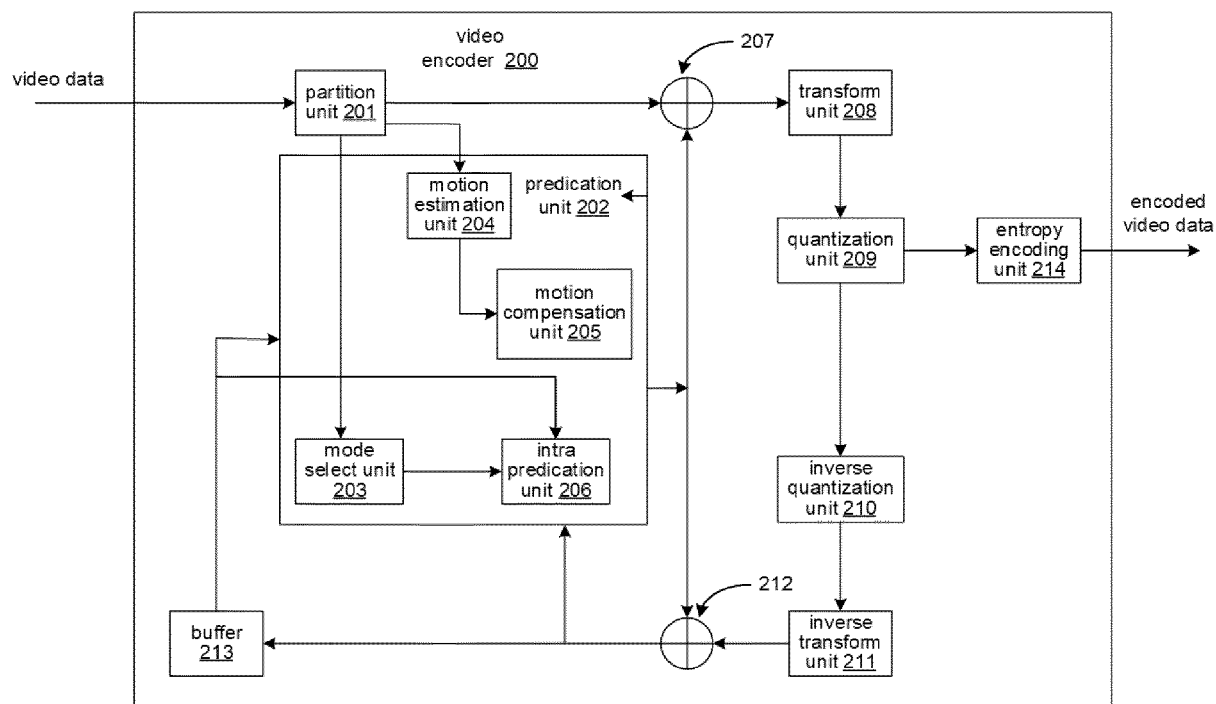 video
encoder 200
207
video data
partition
unit 201
transform
unit 208
motion
estimation
unit 204
predication
unit 202
encoded
video data
quantization
unit 209
entropy
encoding
unit 214
motion
compensation
unit 205
mode
select unit
203
intra
predication
unit 206
inverse
quantization
unit 210
212
buffer
213
inverse
transform
unit 211